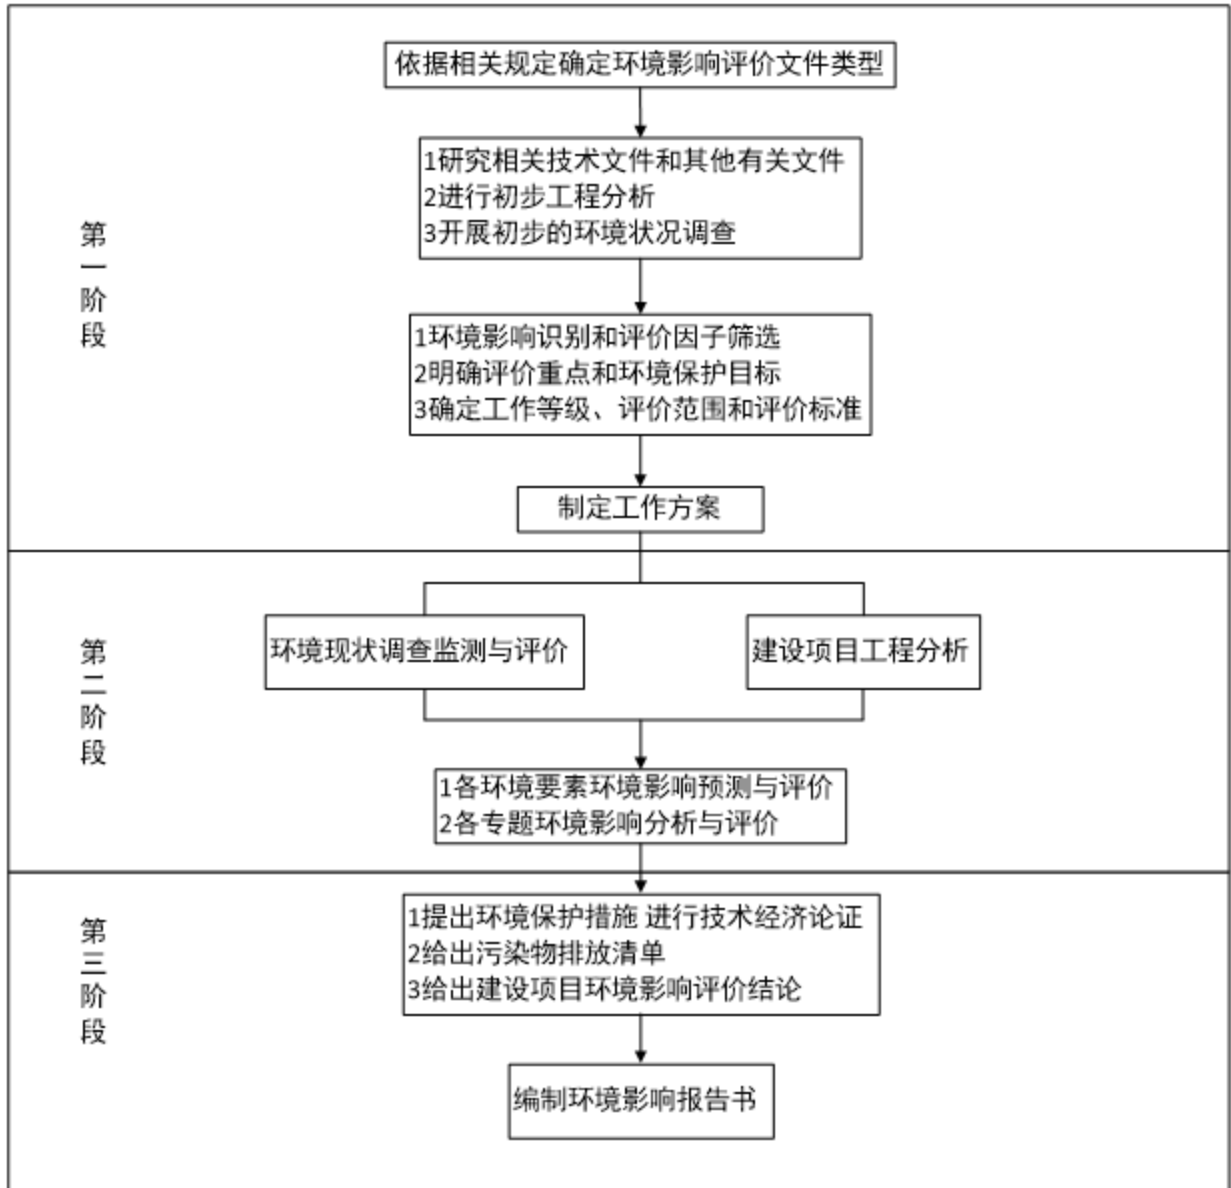 依据相关规定确定环境影响评价文件类型
1研究相关技术文件和其他有关文件
2进行初步工程分析
3开展初步的环境状况调查
第一阶段
1环境影响识别和评价因子筛选
2明确评价重点和环境保护目标
3确定工作等级、评价范围和评价标准
制定工作方案
第二阶段
环境现状调查监测与评价
建设项目工程分析
1各环境要素环境影响预测与评价
2各专题环境影响分析与评价
第三阶段
1提出环境保护措施 进行技术经济论证
2给出污染物排放清单
3给出建设项目环境影响评价结论
编制环境影响报告书